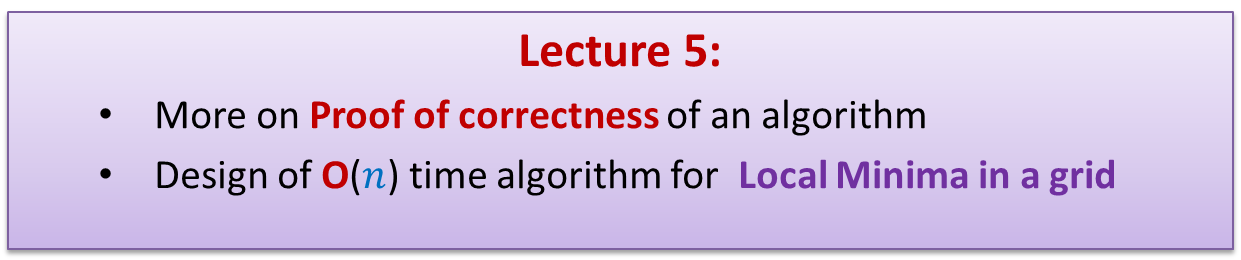 Lecture 5:
• More on Proof of correctness of an algorithm
• Design of O(𝑛) time algorithm for Local Minima in a grid